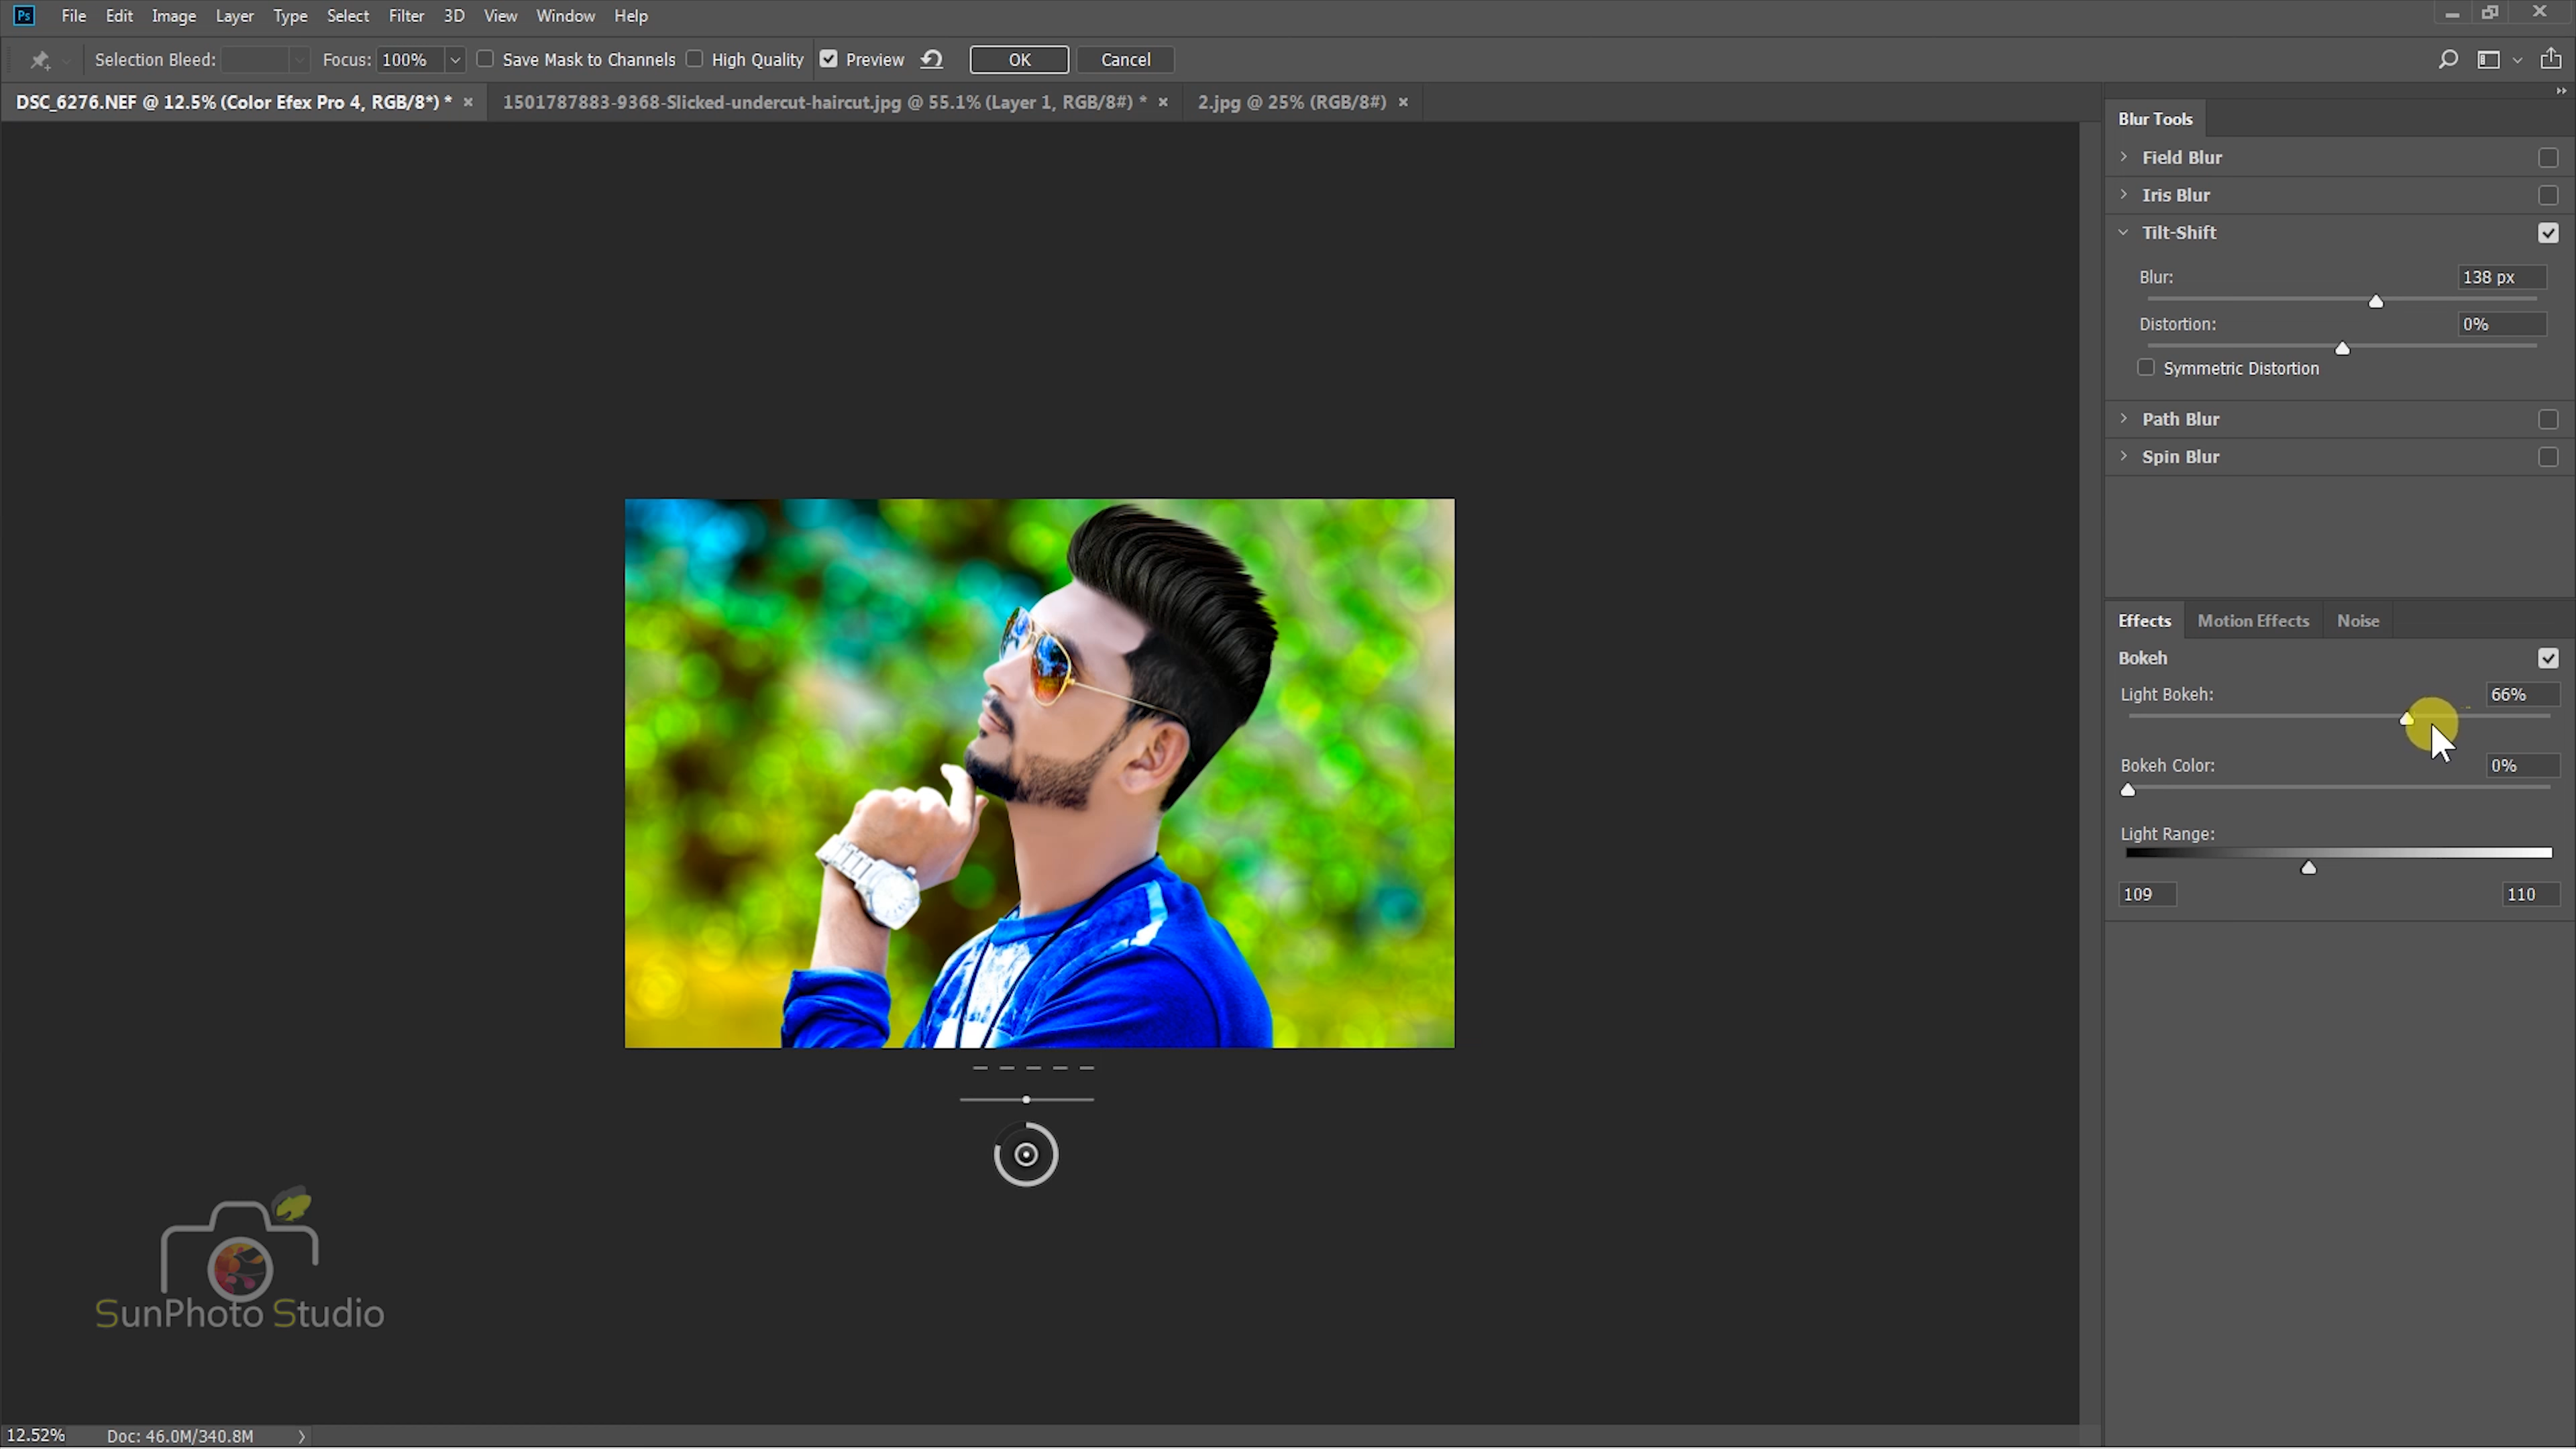 Ps File Edit Image Layer Type Select Filter 3D View Window Help
Selection Bleed: Focus: 100% Save Mask to Channels High Quality Preview OK Cancel
DSC_6276.NEF @ 12.5% (Color Efex Pro 4, RGB/8*) * × 1501787883-9368-Slicked-undercut-haircut.jpg @ 55.1% (Layer 1, RGB/8#) * × 2.jpg @ 25% (RGB/8#) ×
Blur Tools
Field Blur
Iris Blur
Tilt-Shift
Blur: 138 px
Distortion: 0%
Symmetric Distortion
Path Blur
Spin Blur
Effects Motion Effects Noise
Bokeh
Light Bokeh: 66%
Bokeh Color: 0%
Light Range:
109 110
SunPhoto Studio
12.52% Doc: 46.0M/340.8M